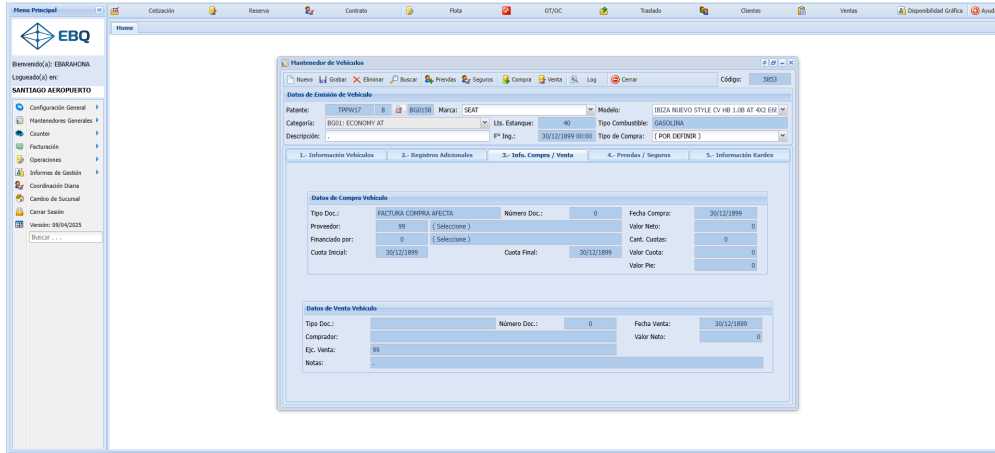 Menu Principal
Cotización
Reserva
Contrato
Flota
OT/OC
Traslado
Clientes
Ventas
Disponibilidad Gráfica
Ayuda
Home
EBQ
Bienvenido(a): EBARAHONA
Logueado(a) en:
SANTIAGO AEROPUERTO
Configuración General
Mantenedores Generales
Counter
Facturación
Operaciones
Informes de Gestión
Coordinación Diaria
Cambio de Sucursal
Cerrar Sesión
Versión: 09/04/2025
Buscar . . .
Mantenedor de Vehículos
Nuevo Grabar Eliminar Buscar Prendas Seguros Compra Venta Log Cerrar Código: 5853
Datos de Emisión de Vehículo
Patente: TPPW17 8 BG0158 Marca: SEAT Modelo: IBIZA NUEVO STYLE CV HB 1.0B AT 4X2 E6I
Categoría: BG01: ECONOMY AT Lts. Estanque: 40 Tipo Combustible: GASOLINA
Descripción: . F° Ing.: 30/12/1899 00:00 Tipo de Compra: ( POR DEFINIR )
1.- Información Vehículos 2.- Registros Adicionales 3.- Info. Compra / Venta 4.- Prendas / Seguros 5.- Información Kardex
Datos de Compra Vehículo
Tipo Doc.: FACTURA COMPRA AFECTA Número Doc.: 0 Fecha Compra: 30/12/1899
Proveedor: 99 ( Seleccione ) Valor Neto: 0
Financiado por: 0 ( Seleccione ) Cant. Cuotas: 0
Cuota Inicial: 30/12/1899 Cuota Final: 30/12/1899 Valor Cuota: 0
Valor Pie: 0
Datos de Venta Vehículo
Tipo Doc.: Número Doc.: 0 Fecha Venta: 30/12/1899
Comprador: Valor Neto: 0
Ejc. Venta: 99
Notas: .